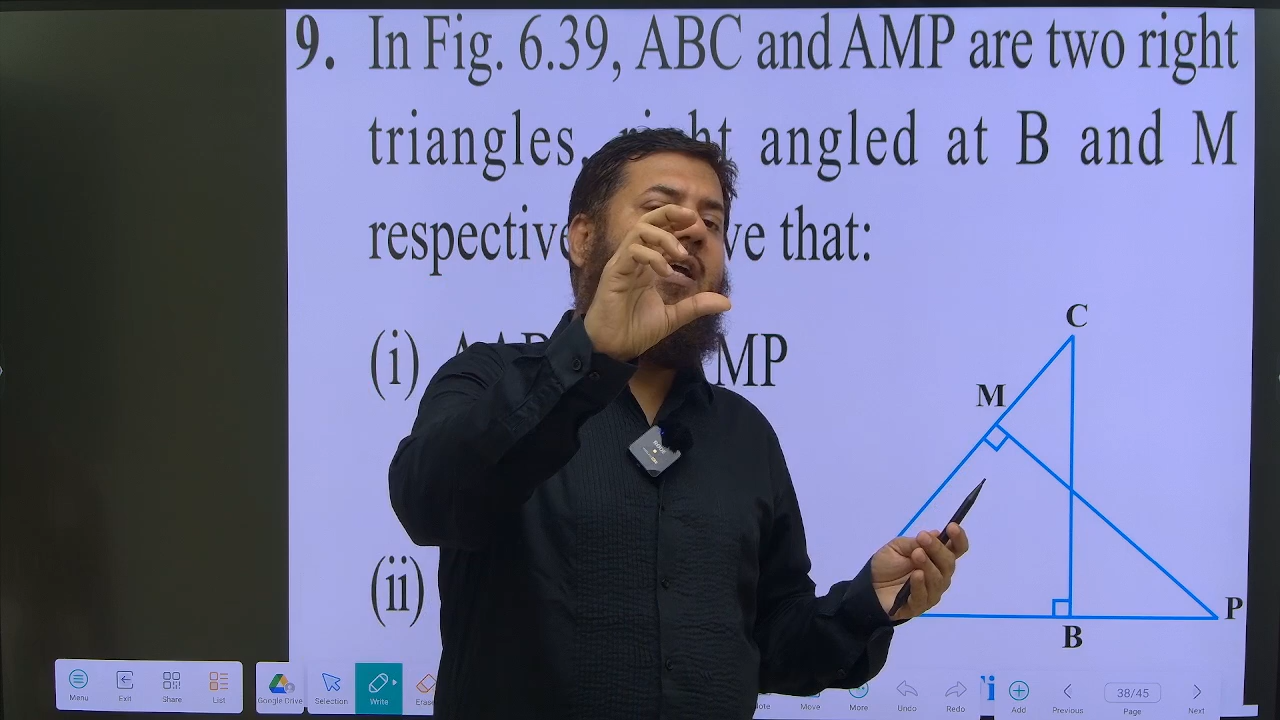 9. In Fig. 6.39, ABC and AMP are two right
triangles, right angled at B and M
that:
(i) MP
(ii)
C
M
B
P
Menu
Exit
Share
List
Google Drive
Selection
Write
Move
More
Undo
Redo
Add
Previous
38/45
Page
Next